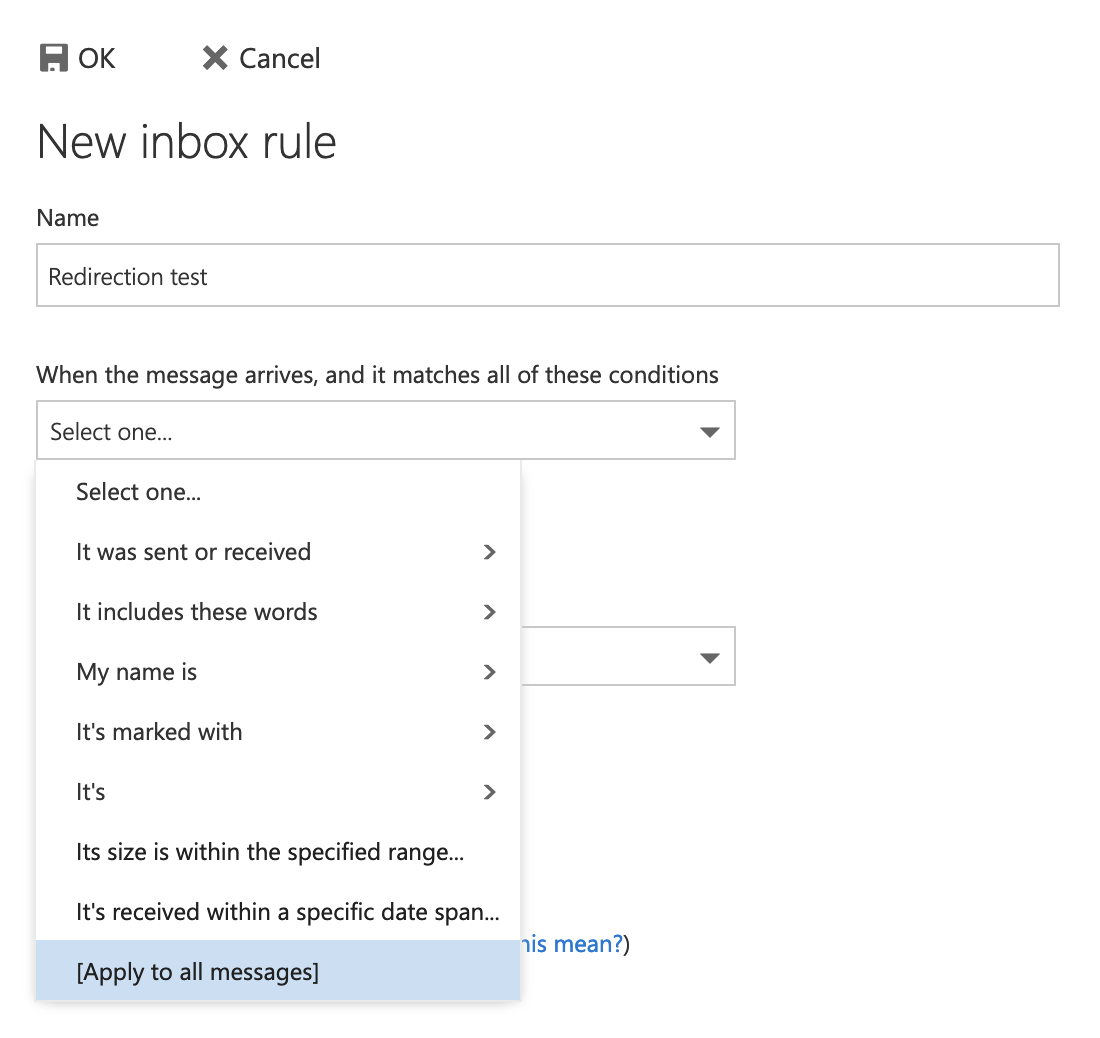 OK Cancel
New inbox rule
Name
Redirection test
When the message arrives, and it matches all of these conditions
Select one...
Select one...
It was sent or received
It includes these words
My name is
It's marked with
It's
Its size is within the specified range...
It's received within a specific date span...
mean?)
[Apply to all messages]